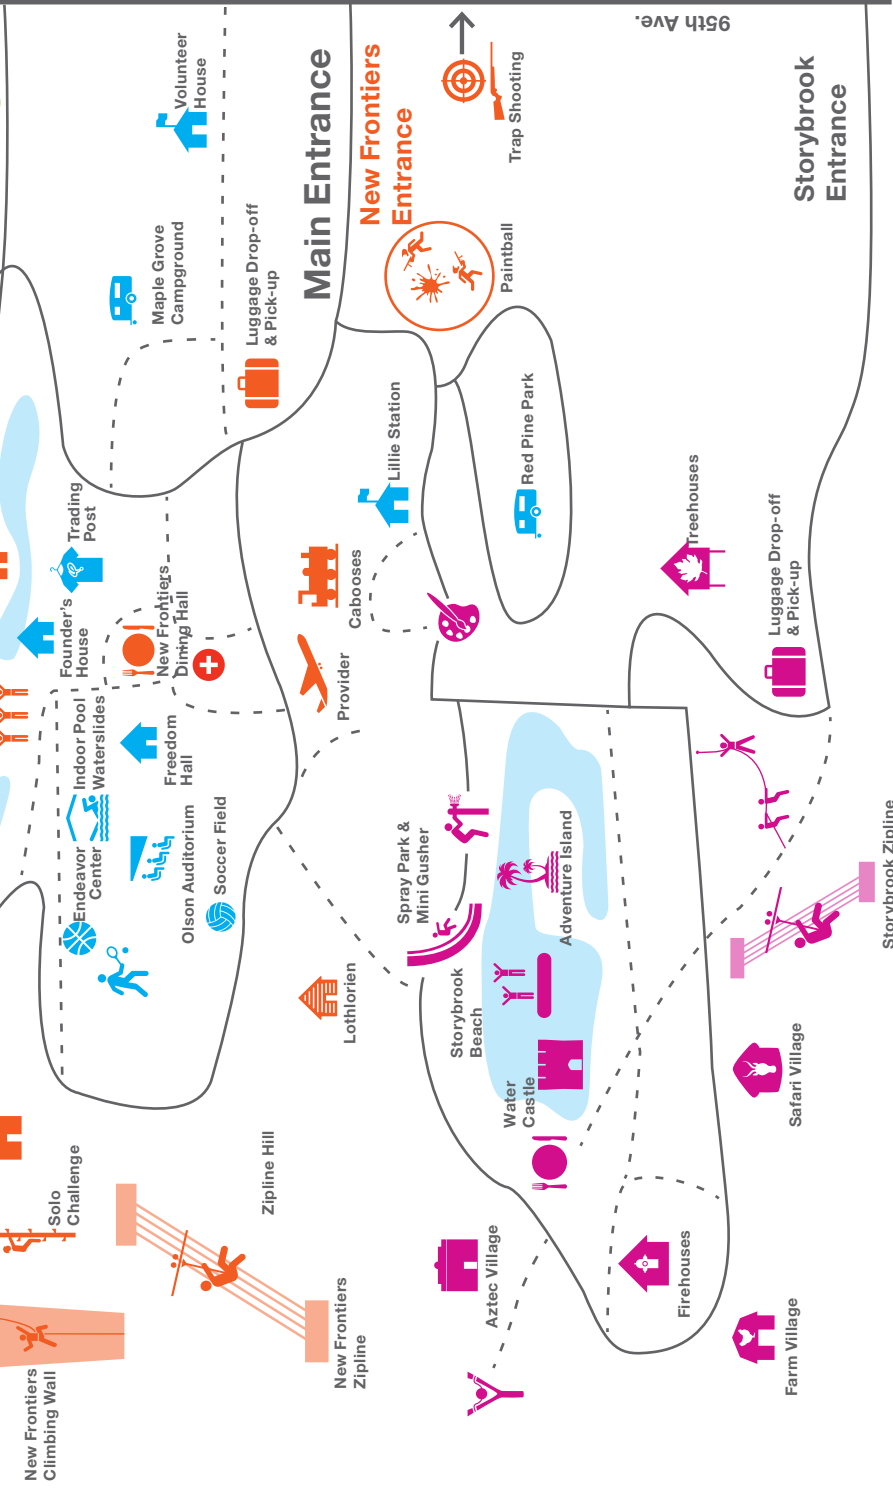 95th Ave.
Volunteer
House
Main Entrance
New Frontiers
Entrance
Trap Shooting
Storybrook
Entrance
Maple Grove
Campground
Luggage Drop-off
& Pick-up
Paintball
Trading
Post
Lillie Station
Red Pine Park
Treehouses
Luggage Drop-off
& Pick-up
Founder's
House
New Frontiers
Dining Hall
Cabooses
Provider
Indoor Pool
Waterslides
Freedom
Hall
Endeavor
Center
Olson Auditorium
Soccer Field
Spray Park &
Mini Gusher
Adventure Island
Storybrook Zipline
Lothlorien
Storybrook
Beach
Water
Castle
Safari Village
Solo
Challenge
Zipline Hill
Aztec Village
Firehouses
Farm Village
New Frontiers
Zipline
New Frontiers
Climbing Wall